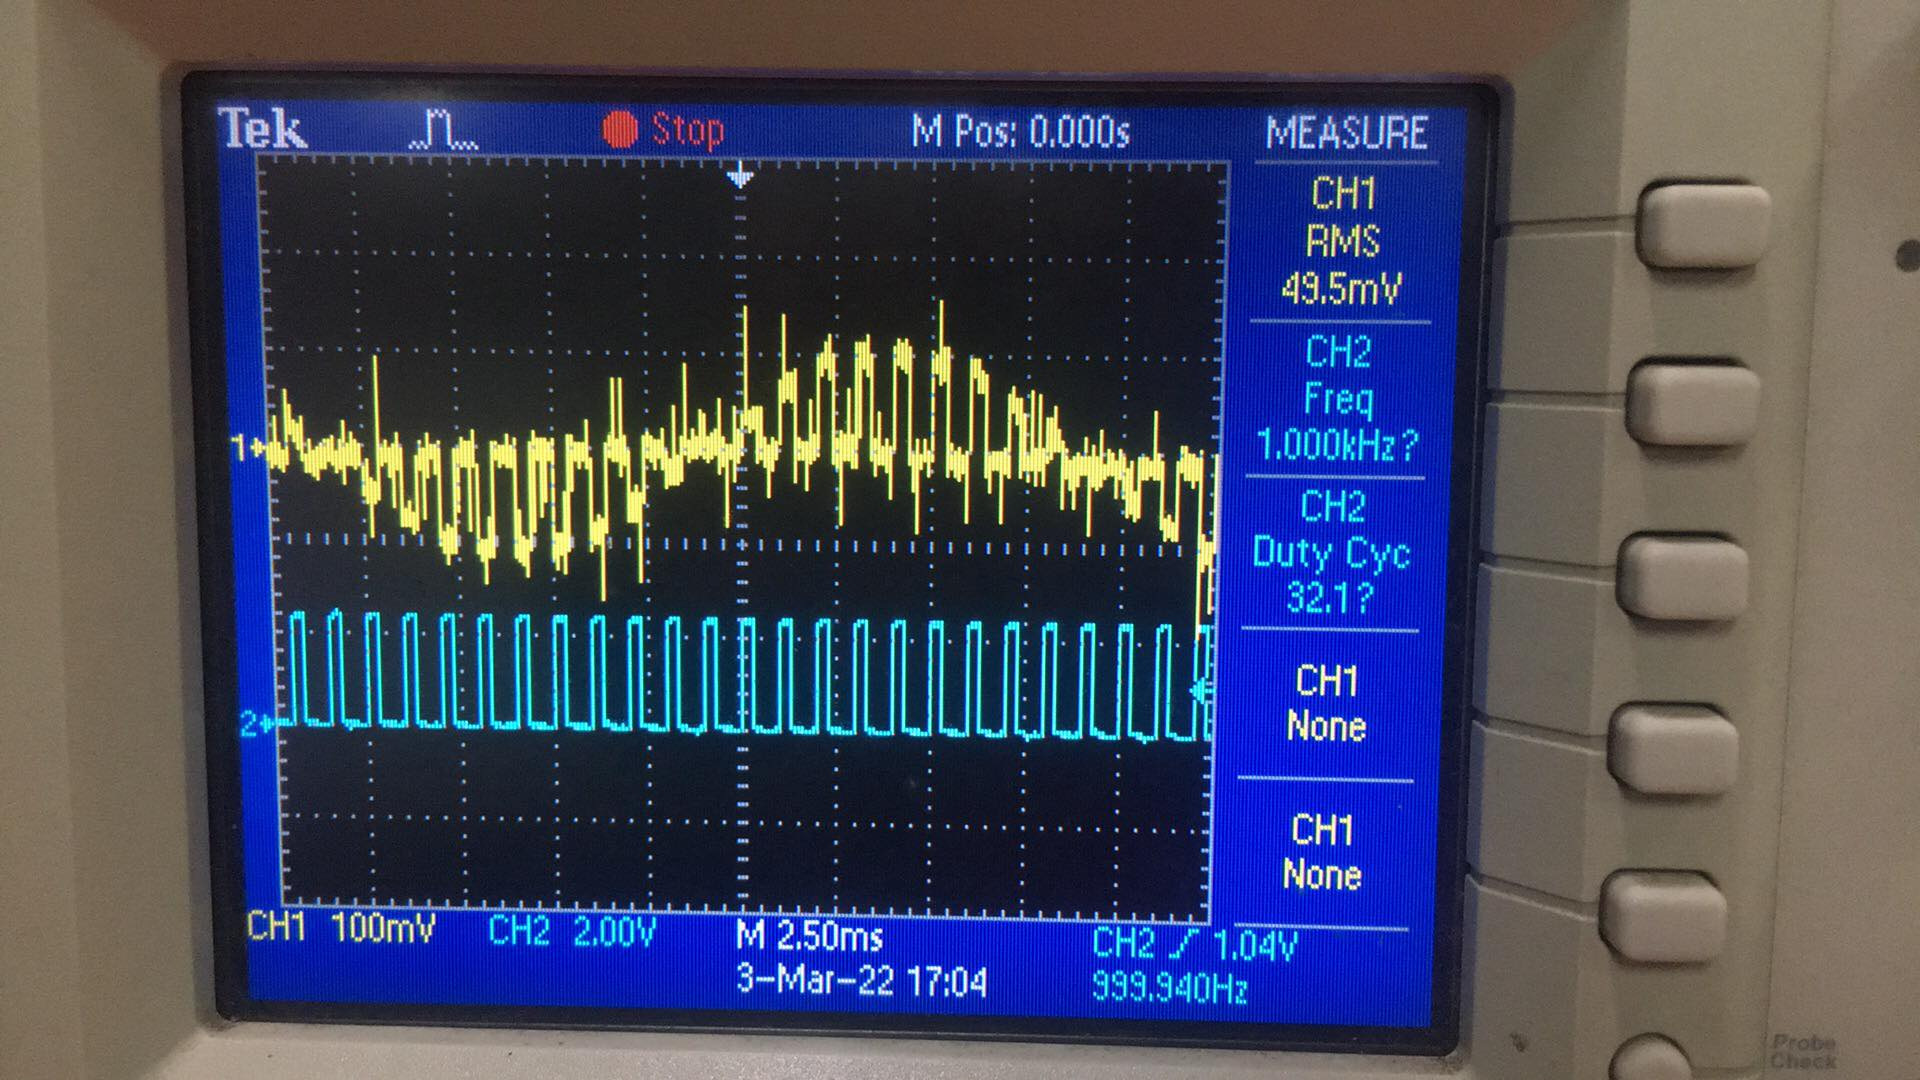 Tek Stop M Pos: 0.000s MEASURE
CH1
RMS
49.5mV
CH2
Freq
1.000kHz?
CH2
Duty Cyc
32.1?
CH1
None
CH1
None
1
2
CH1 100mV CH2 2.00V M 2.50ms CH2 1.04V
3-Mar-22 17:04 999.940Hz
Probe
Check